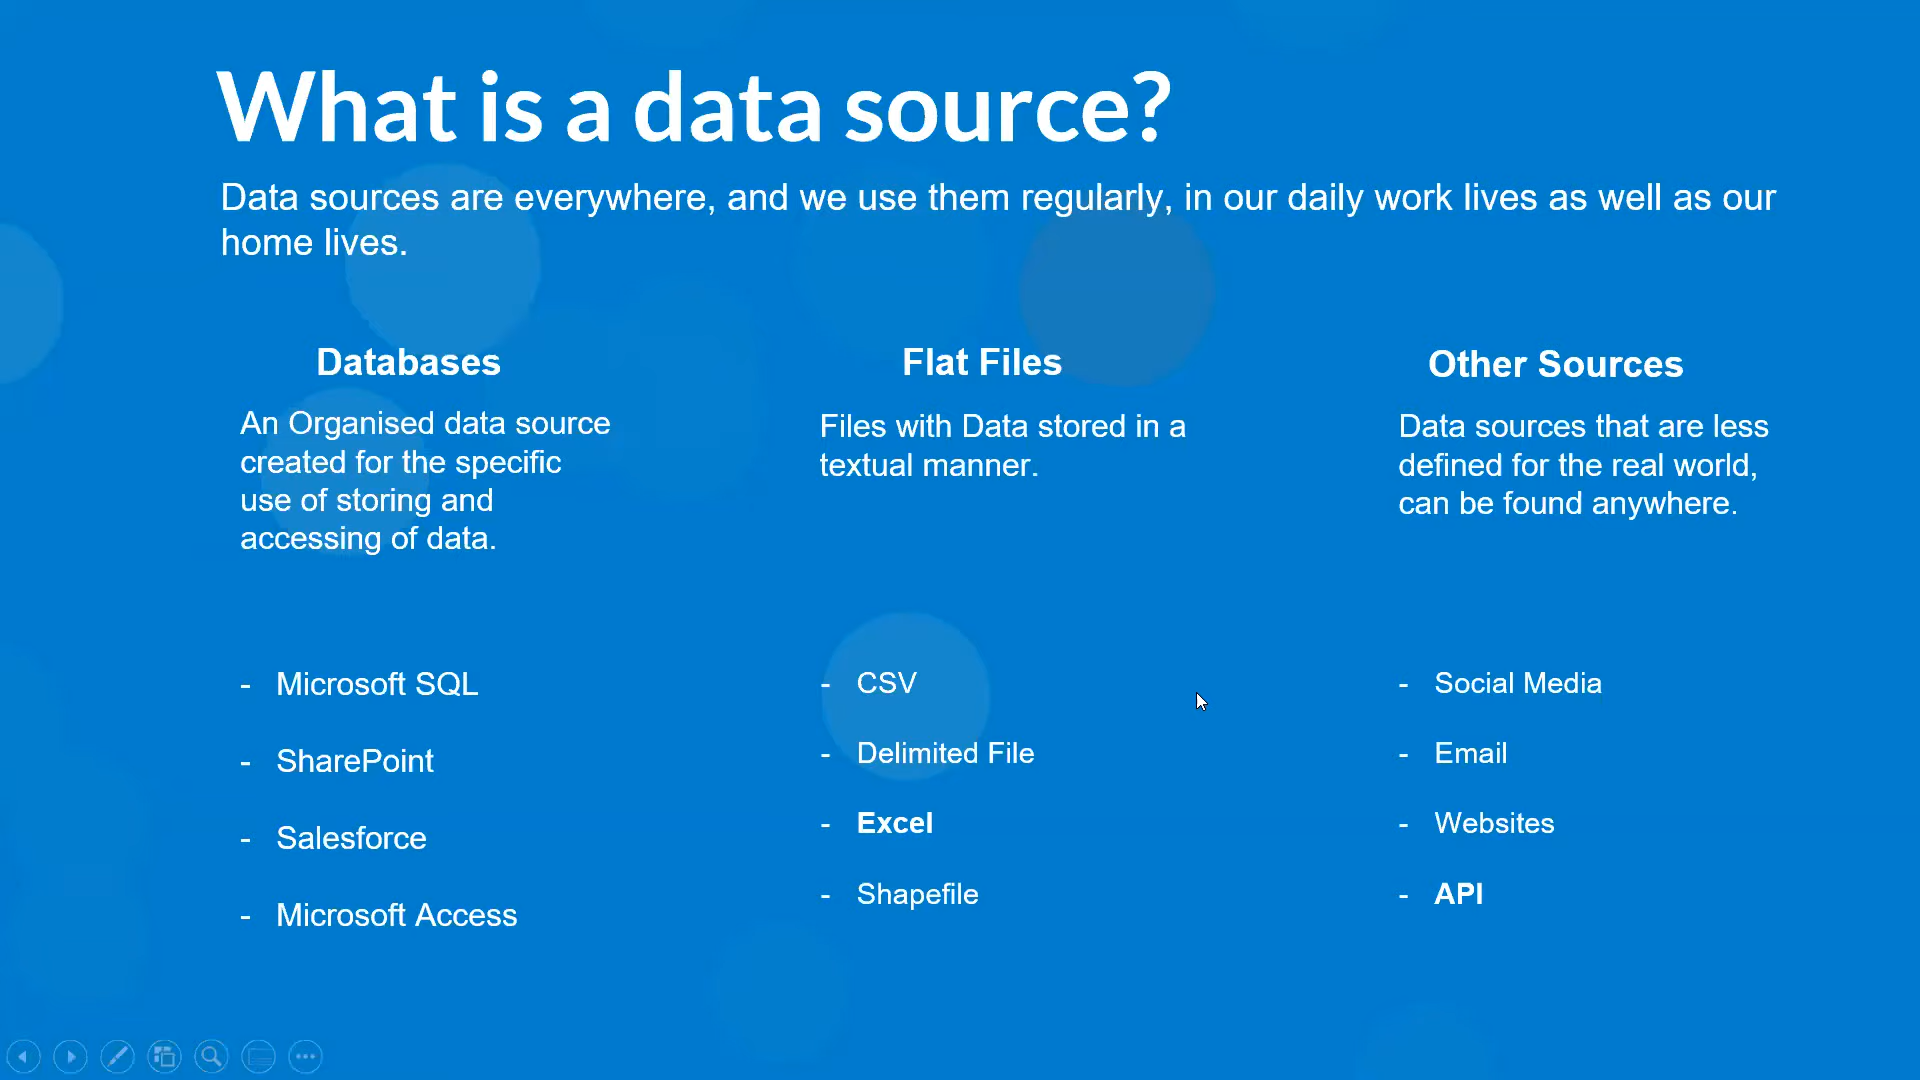 What is a data source?
Data sources are everywhere, and we use them regularly, in our daily work lives as well as our
home lives.
Databases
An Organised data source
created for the specific
use of storing and
accessing of data.
- Microsoft SQL
- SharePoint
- Salesforce
- Microsoft Access
Flat Files
Files with Data stored in a
textual manner.
- CSV
- Delimited File
- Excel
- Shapefile
Other Sources
Data sources that are less
defined for the real world,
can be found anywhere.
- Social Media
- Email
- Websites
- API